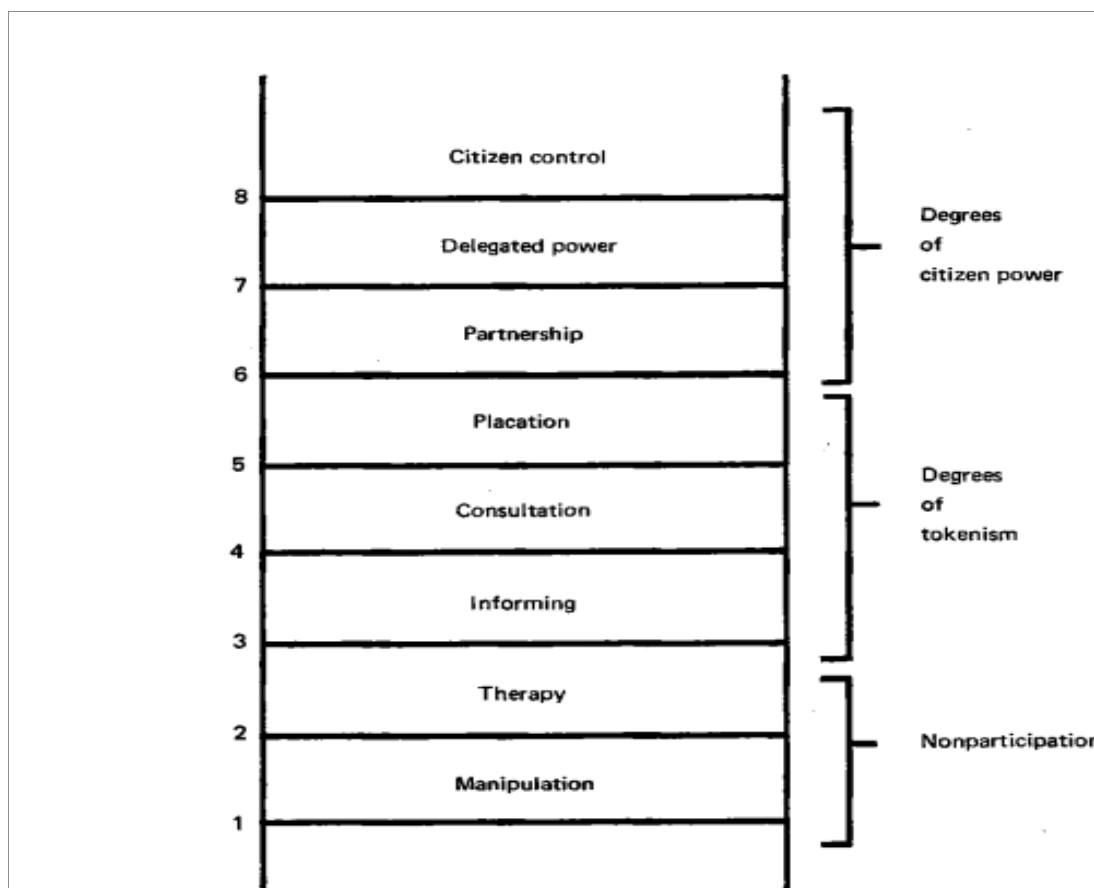 Citizen control
8
Delegated power
7
Partnership
6
Placation
5
Consultation
4
Informing
3
Therapy
2
Manipulation
1
Degrees
of
citizen power
Degrees
of
tokenism
Nonparticipation